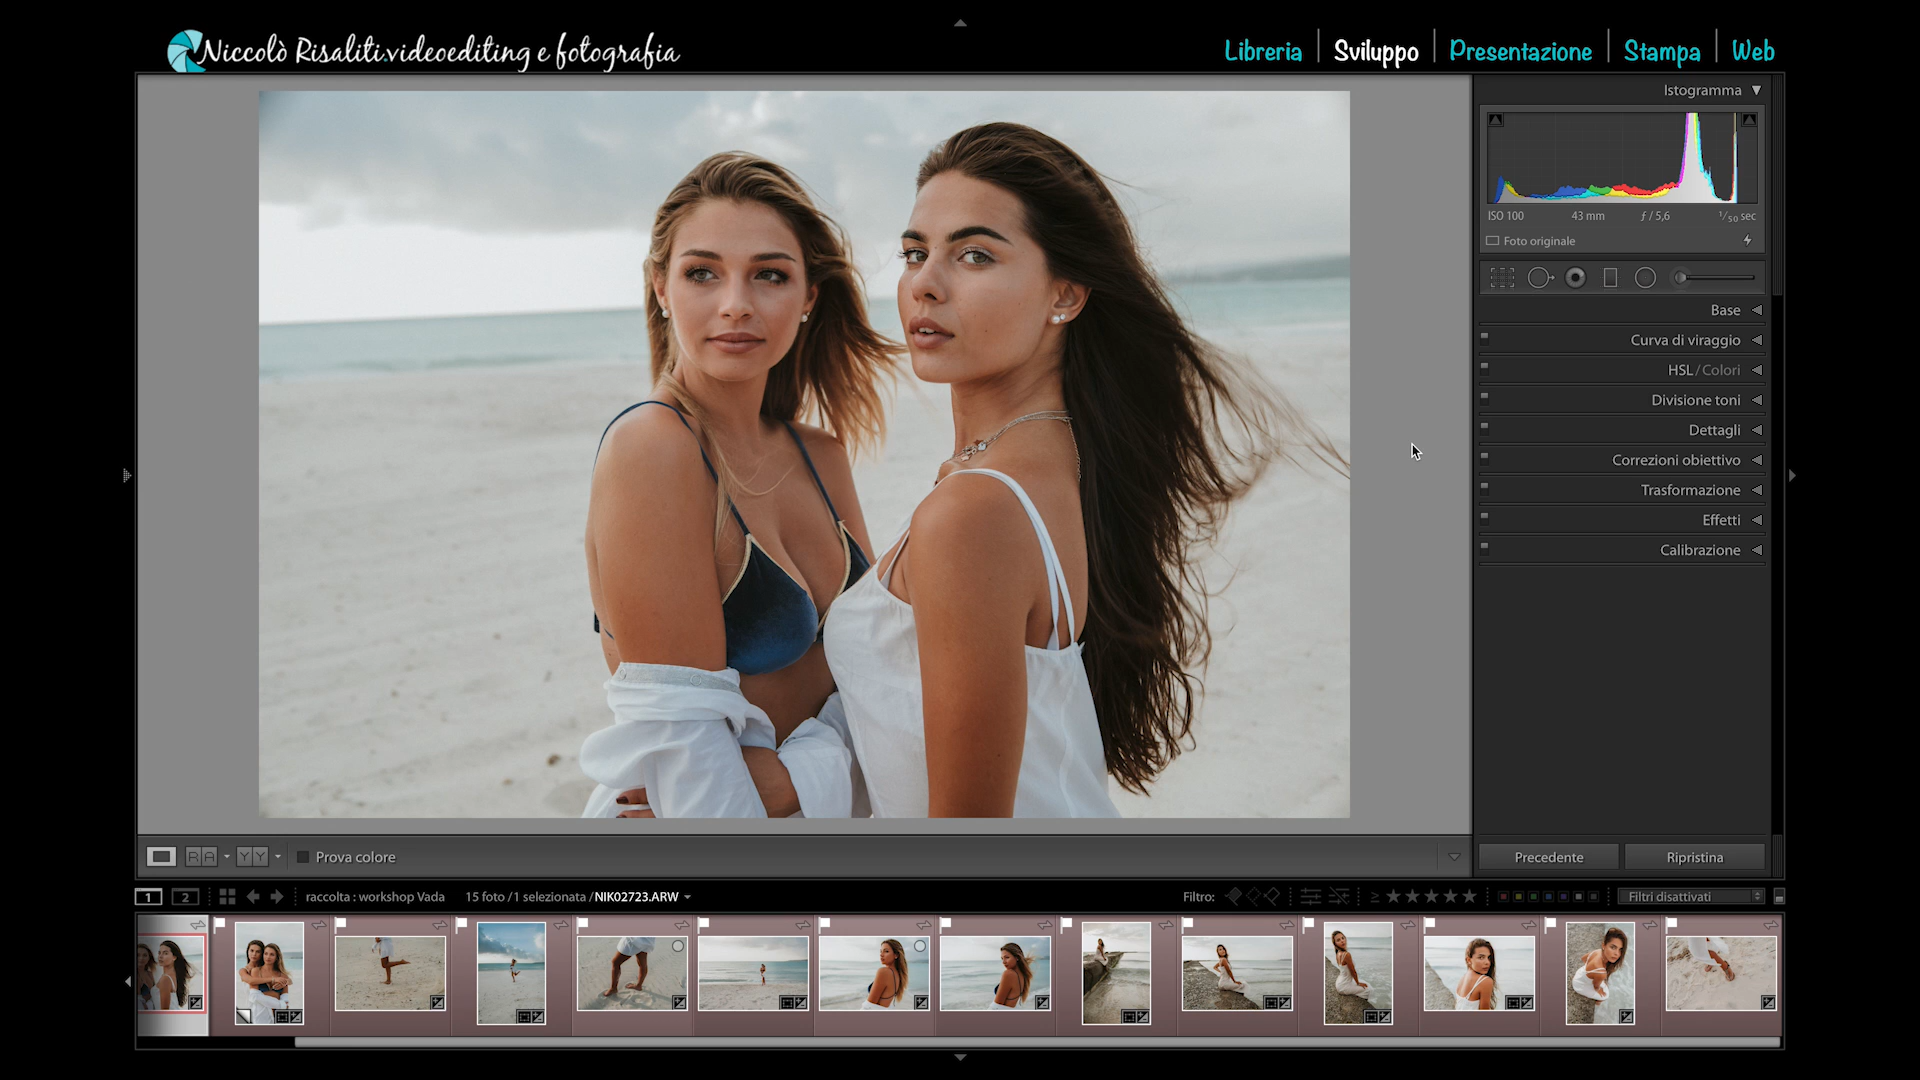 Niccolò Risaliti.videoediting e fotografia
Libreria Sviluppo Presentazione Stampa Web
Istogramma
ISO 100 43 mm ƒ / 5,6 1/50 sec
Foto originale
Base
Curva di viraggio
HSL / Colori
Divisione toni
Dettagli
Correzioni obiettivo
Trasformazione
Effetti
Calibrazione
R A Y Y Prova colore
Precedente Ripristina
1 2 raccolta : workshop Vada 15 foto / 1 selezionata / NIK02723.ARW Filtro: ≥ Filtri disattivati